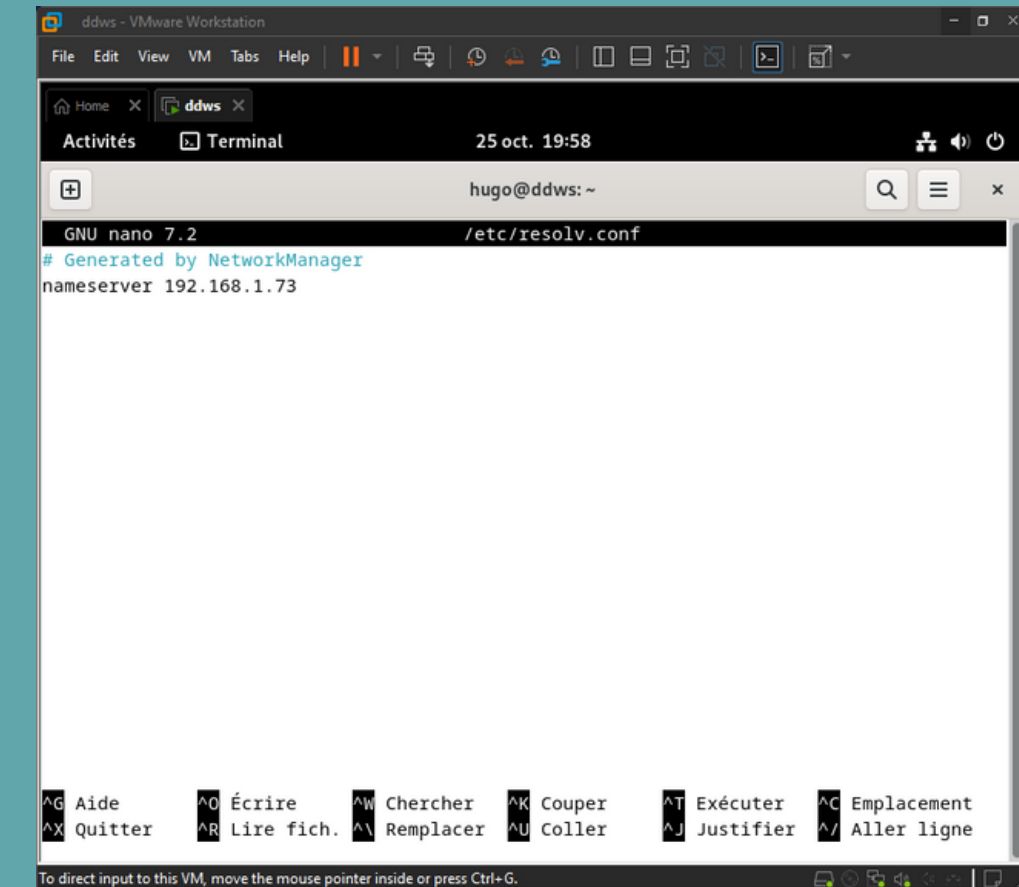 ddws - VMware Workstation
File Edit View VM Tabs Help
Home ddws
Activités Terminal 25 oct. 19:58
hugo@ddws: ~
GNU nano 7.2 /etc/resolv.conf
# Generated by NetworkManager
nameserver 192.168.1.73
^G Aide ^O Écrire ^W Chercher ^K Couper ^T Exécuter ^C Emplacement
^X Quitter ^R Lire fich. ^\ Remplacer ^U Coller ^J Justifier ^/ Aller ligne
To direct input to this VM, move the mouse pointer inside or press Ctrl+G.